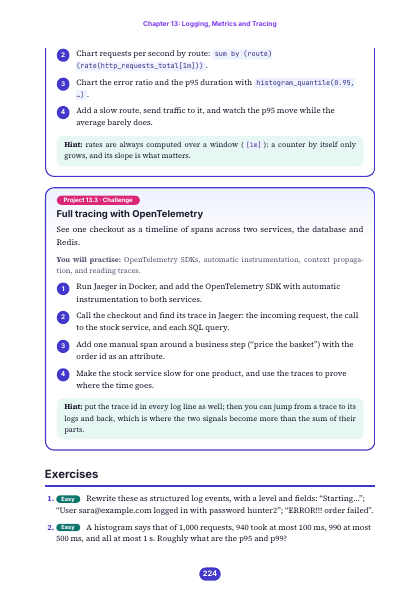 Chapter 13: Logging, Metrics and Tracing
2 Chart requests per second by route: sum by (route)
(rate(http_requests_total[1m])).
3 Chart the error ratio and the p95 duration with histogram_quantile(0.95,
…).
4 Add a slow route, send traffic to it, and watch the p95 move while the
average barely does.
Hint: rates are always computed over a window ([1m]): a counter by itself only
grows, and its slope is what matters.
Project 13.3 · Challenge
Full tracing with OpenTelemetry
See one checkout as a timeline of spans across two services, the database and
Redis.
You will practise: OpenTelemetry SDKs, automatic instrumentation, context propaga-
tion, and reading traces.
1 Run Jaeger in Docker, and add the OpenTelemetry SDK with automatic
instrumentation to both services.
2 Call the checkout and find its trace in Jaeger: the incoming request, the call
to the stock service, and each SQL query.
3 Add one manual span around a business step (“price the basket”) with the
order id as an attribute.
4 Make the stock service slow for one product, and use the traces to prove
where the time goes.
Hint: put the trace id in every log line as well; then you can jump from a trace to its
logs and back, which is where the two signals become more than the sum of their
parts.
Exercises
1. Easy Rewrite these as structured log events, with a level and fields: “Starting…”;
“User sara@example.com logged in with password hunter2”; “ERROR!!! order failed”.
2. Easy A histogram says that of 1,000 requests, 940 took at most 100 ms, 990 at most
500 ms, and all at most 1 s. Roughly what are the p95 and p99?
224